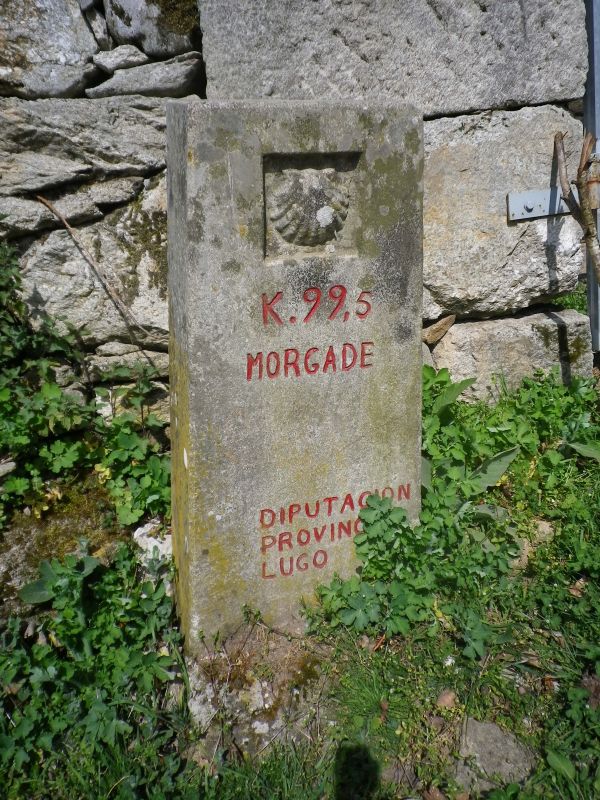 K.99,5
MORGADE
DIPUTACION
PROVIN
LUGO